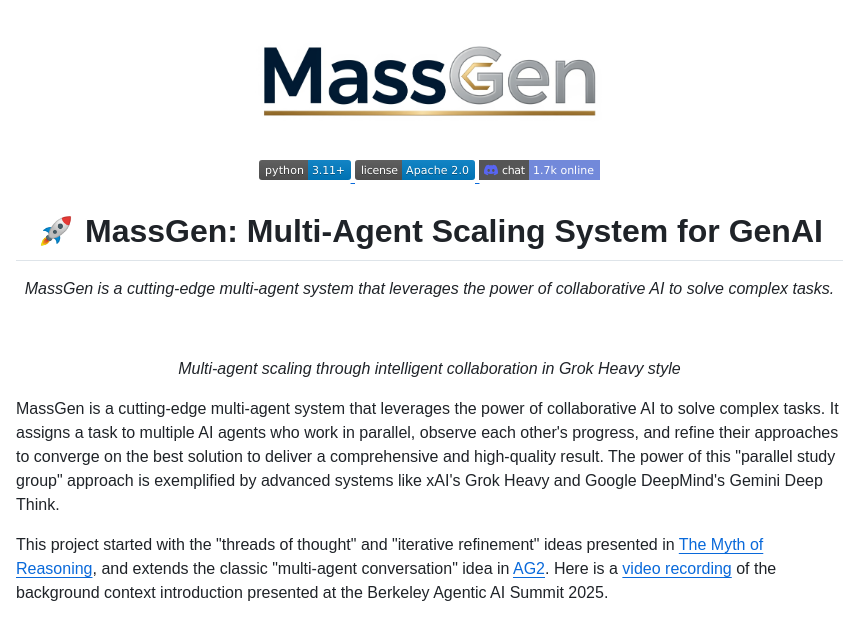 MassGen
python 3.11+ license Apache 2.0 chat 1.7k online
🚀 MassGen: Multi-Agent Scaling System for GenAI
MassGen is a cutting-edge multi-agent system that leverages the power of collaborative AI to solve complex tasks.
Multi-agent scaling through intelligent collaboration in Grok Heavy style
MassGen is a cutting-edge multi-agent system that leverages the power of collaborative AI to solve complex tasks. It
assigns a task to multiple AI agents who work in parallel, observe each other's progress, and refine their approaches
to converge on the best solution to deliver a comprehensive and high-quality result. The power of this "parallel study
group" approach is exemplified by advanced systems like xAI's Grok Heavy and Google DeepMind's Gemini Deep
Think.
This project started with the "threads of thought" and "iterative refinement" ideas presented in The Myth of
Reasoning, and extends the classic "multi-agent conversation" idea in AG2. Here is a video recording of the
background context introduction presented at the Berkeley Agentic AI Summit 2025.